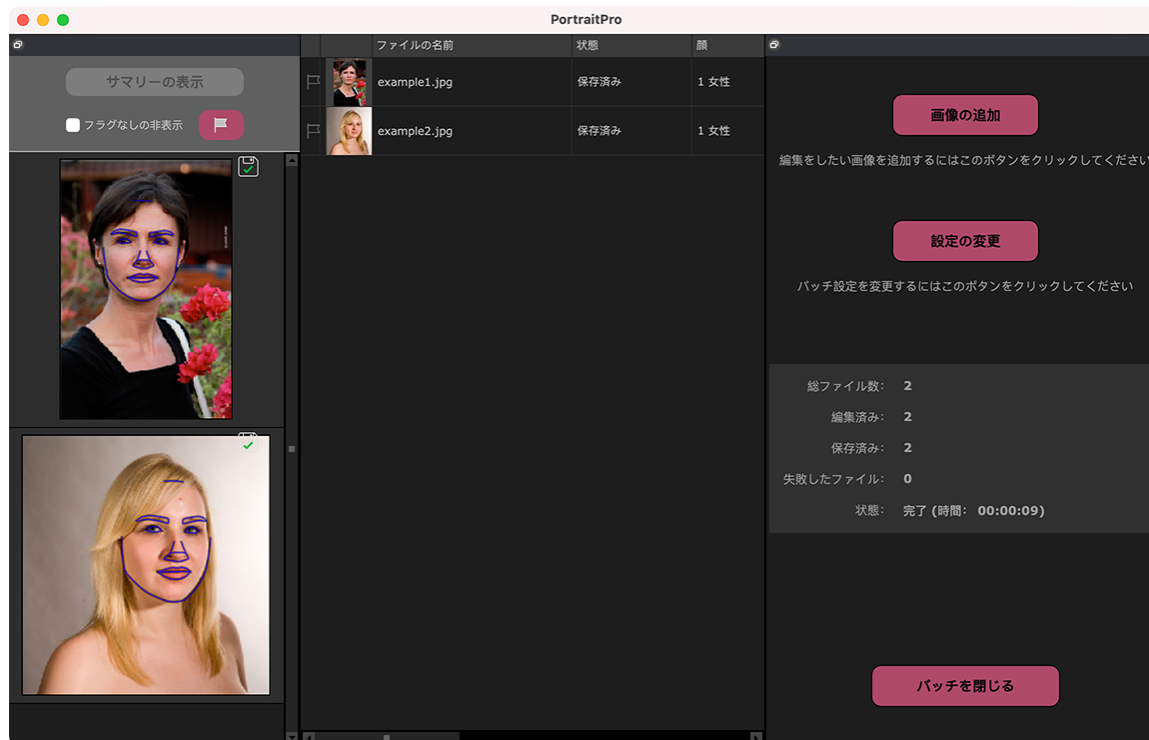 PortraitPro
サマリーの表示
フラグなしの非表示
ファイルの名前 状態 顔
example1.jpg 保存済み 1 女性
example2.jpg 保存済み 1 女性
画像の追加
編集をしたい画像を追加するにはこのボタンをクリックしてください
設定の変更
バッチ設定を変更するにはこのボタンをクリックしてください
総ファイル数: 2
編集済み: 2
保存済み: 2
失敗したファイル: 0
状態: 完了 (時間: 00:00:09)
バッチを閉じる